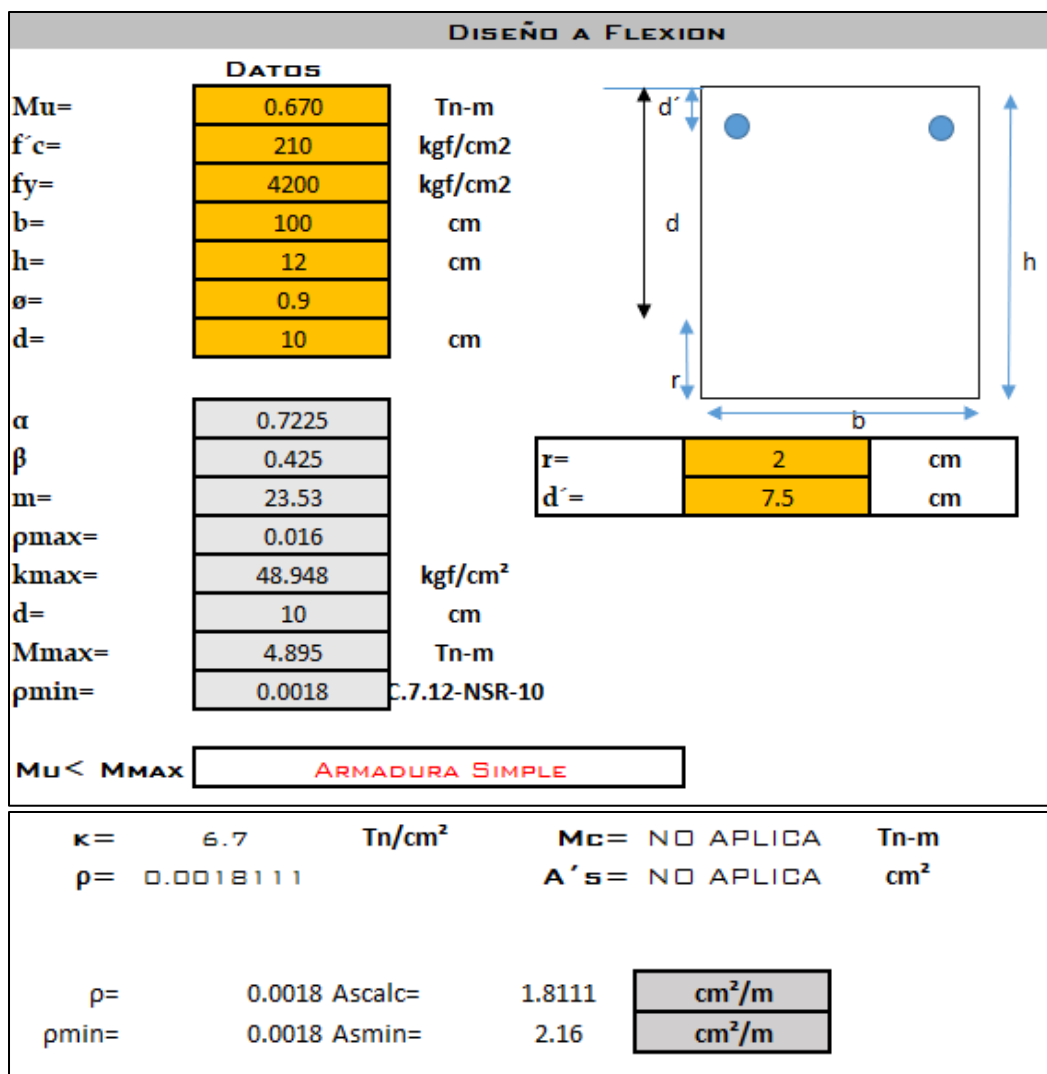 DISEÑO A FLEXION
DATOS
Mu= 0.670 Tn-m
f´c= 210 kgf/cm2
fy= 4200 kgf/cm2
b= 100 cm
h= 12 cm
ø= 0.9
d= 10 cm
d´
d
h
r
b
α 0.7225
β 0.425
m= 23.53
ρmax= 0.016
kmax= 48.948 kgf/cm²
d= 10 cm
Mmax= 4.895 Tn-m
ρmin= 0.0018 C.7.12-NSR-10
r= 2 cm
d´= 7.5 cm
MU< MMAX ARMADURA SIMPLE
K= 6.7 Tn/cm² MC= NO APLICA Tn-m
ρ= 0.0018111 A´S= NO APLICA cm²
ρ= 0.0018 Ascalc= 1.8111 cm²/m
ρmin= 0.0018 Asmin= 2.16 cm²/m